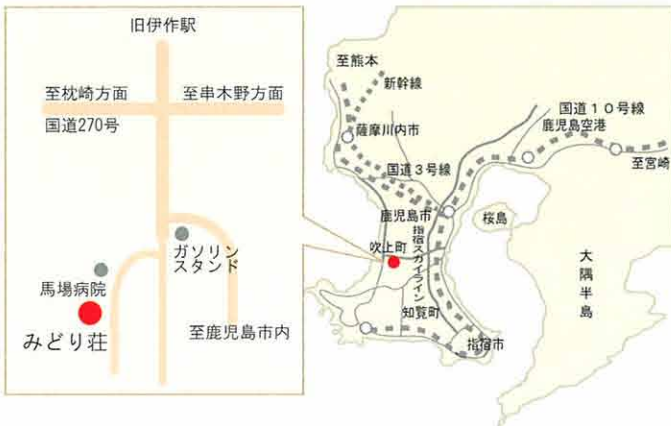 旧伊作駅
至枕崎方面
至串木野方面
国道270号
ガソリン
スタンド
馬場病院
みどり荘
至鹿児島市内
至熊本
新幹線
薩摩川内市
国道3号線
国道10号線
鹿児島空港
至宮崎
鹿児島市
桜島
吹上町
指宿スカイライン
大隅半島
知覧町
指宿市